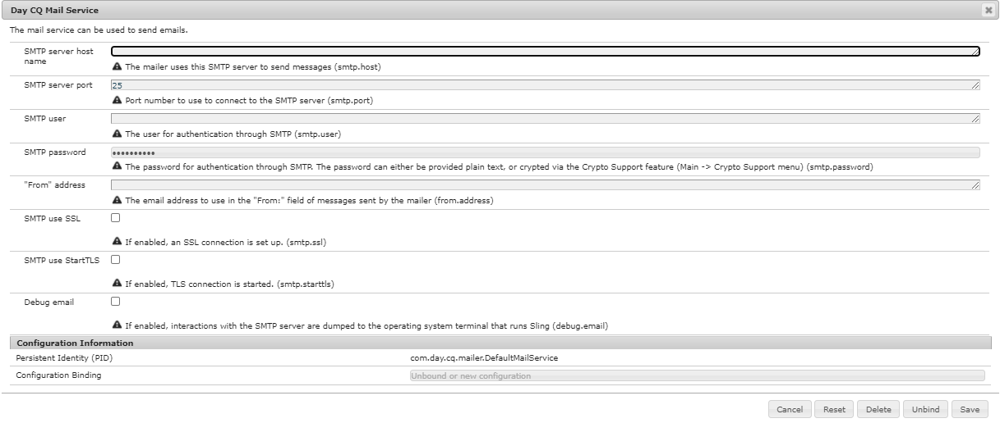 Day CQ Mail Service
The mail service can be used to send emails.
SMTP server host
name
The mailer uses this SMTP server to send messages (smtp.host)
SMTP server port
25
Port number to use to connect to the SMTP server (smtp.port)
SMTP user
The user for authentication through SMTP (smtp.user)
SMTP password
••••••••••
The password for authentication through SMTP. The password can either be provided plain text, or crypted via the Crypto Support feature (Main -> Crypto Support menu) (smtp.password)
"From" address
The email address to use in the "From:" field of messages sent by the mailer (from.address)
SMTP use SSL
If enabled, an SSL connection is set up. (smtp.ssl)
SMTP use StartTLS
If enabled, TLS connection is started. (smtp.starttls)
Debug email
If enabled, interactions with the SMTP server are dumped to the operating system terminal that runs Sling (debug.email)
Configuration Information
Persistent Identity (PID) com.day.cq.mailer.DefaultMailService
Configuration Binding Unbound or new configuration
Cancel Reset Delete Unbind Save